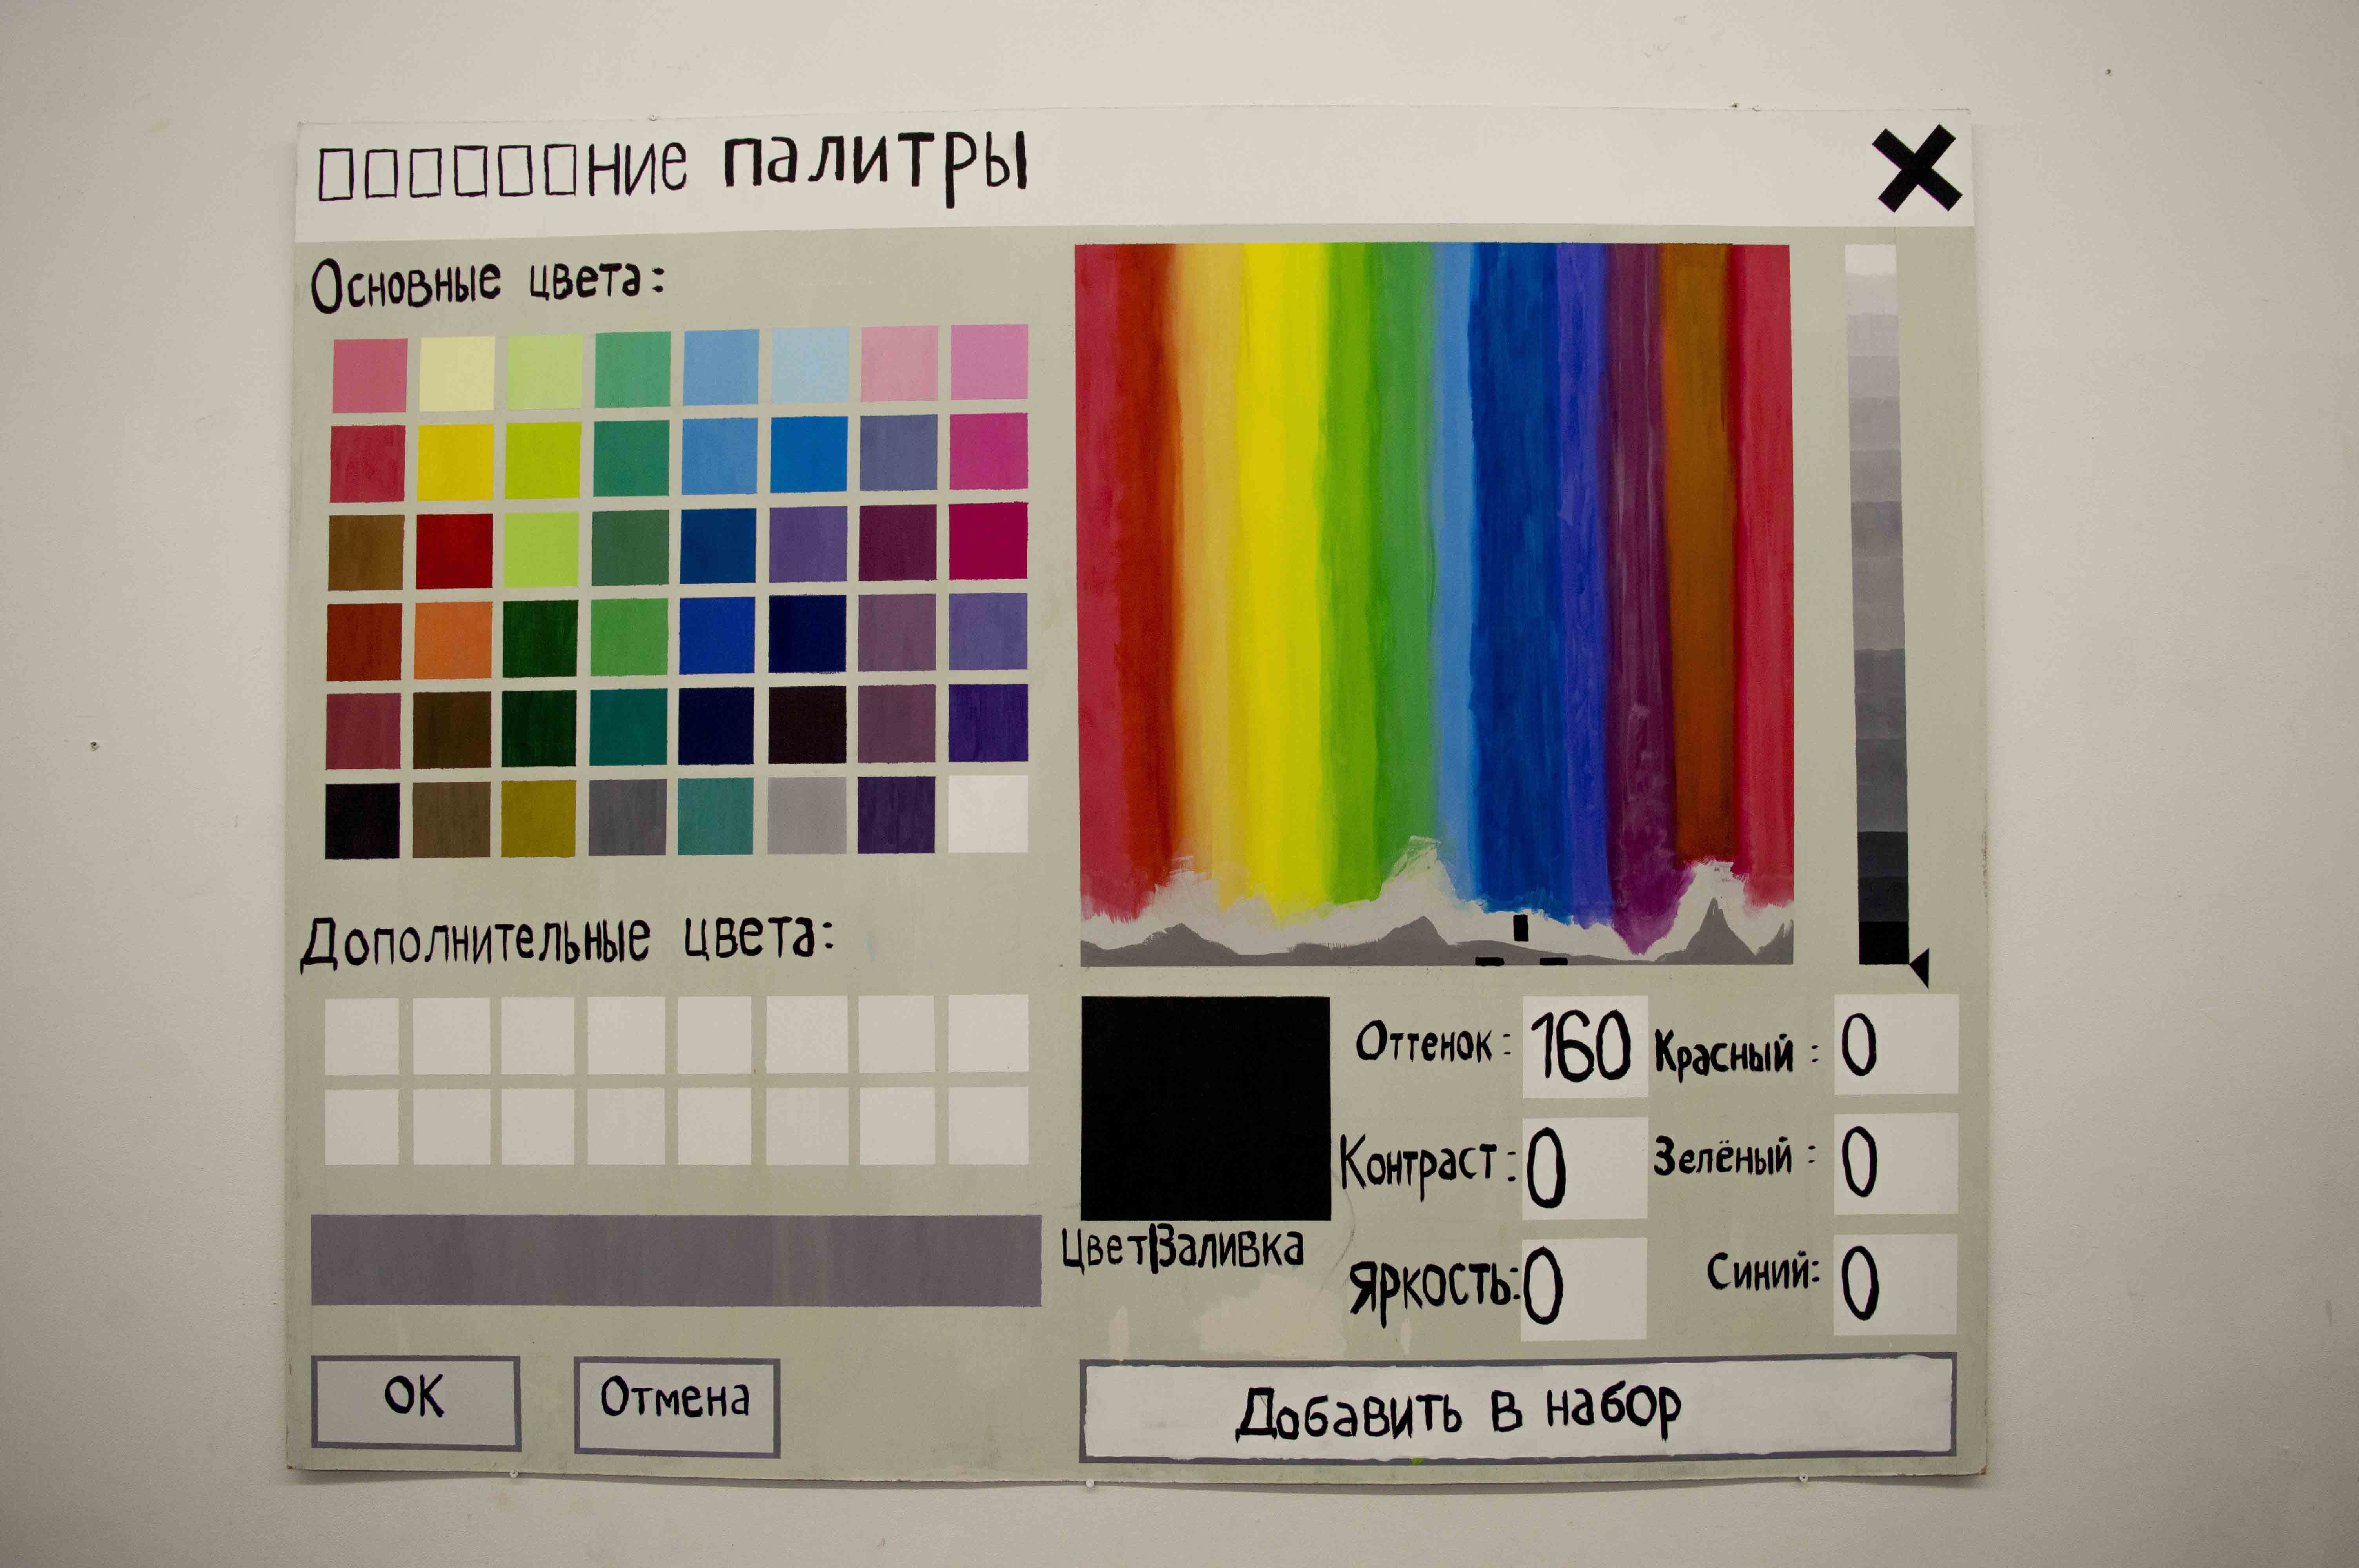 □□□□□□ние палитры
Основные цвета:
Дополнительные цвета:
Оттенок: 160 Красный: 0
Контраст: 0 Зелёный: 0
Цвет|Заливка
Яркость: 0 Синий: 0
ОК Отмена Добавить в набор